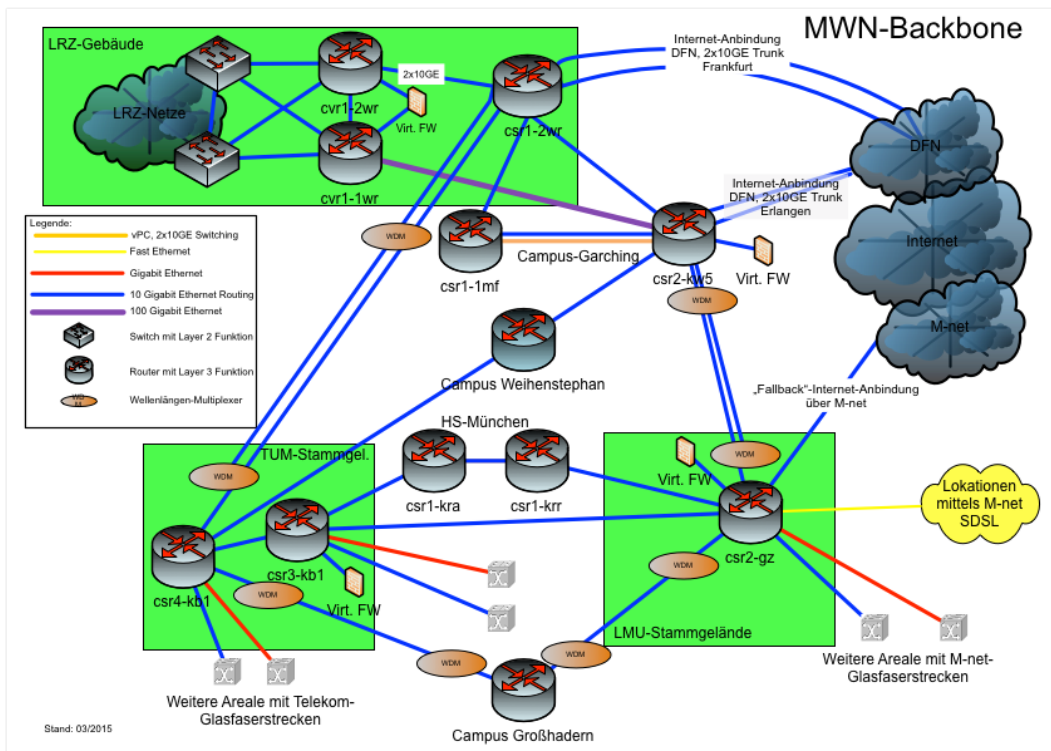 MWN-Backbone
LRZ-Gebäude
Internet-Anbindung
DFN, 2x10GE Trunk
Frankfurt
2x10GE
cvr1-2wr
Virt. FW
csr1-2wr
LRZ-Netze
DFN
cvr1-1wr
Internet-Anbindung
DFN, 2x10GE Trunk
Erlangen
Legende:
vPC, 2x10GE Switching
Fast Ethernet
Gigabit Ethernet
10 Gigabit Ethernet Routing
100 Gigabit Ethernet
Switch mit Layer 2 Funktion
Router mit Layer 3 Funktion
WD
M
Wellenlängen-Multiplexer
WDM
Campus-Garching
csr1-1mf
csr2-kw5
Virt. FW
Internet
WDM
M-net
Campus Weihenstephan
„Fallback“-Internet-Anbindung
über M-net
HS-München
TUM-Stammgel.
WDM
csr1-kra
csr1-krr
Virt. FW
WDM
Lokationen
mittels M-net
SDSL
csr2-gz
csr3-kb1
csr4-kb1
WDM
Virt. FW
WDM
LMU-Stammgelände
WDM
WDM
Weitere Areale mit Telekom-
Glasfaserstrecken
Weitere Areale mit M-net-
Glasfaserstrecken
Campus Großhadern
Stand: 03/2015